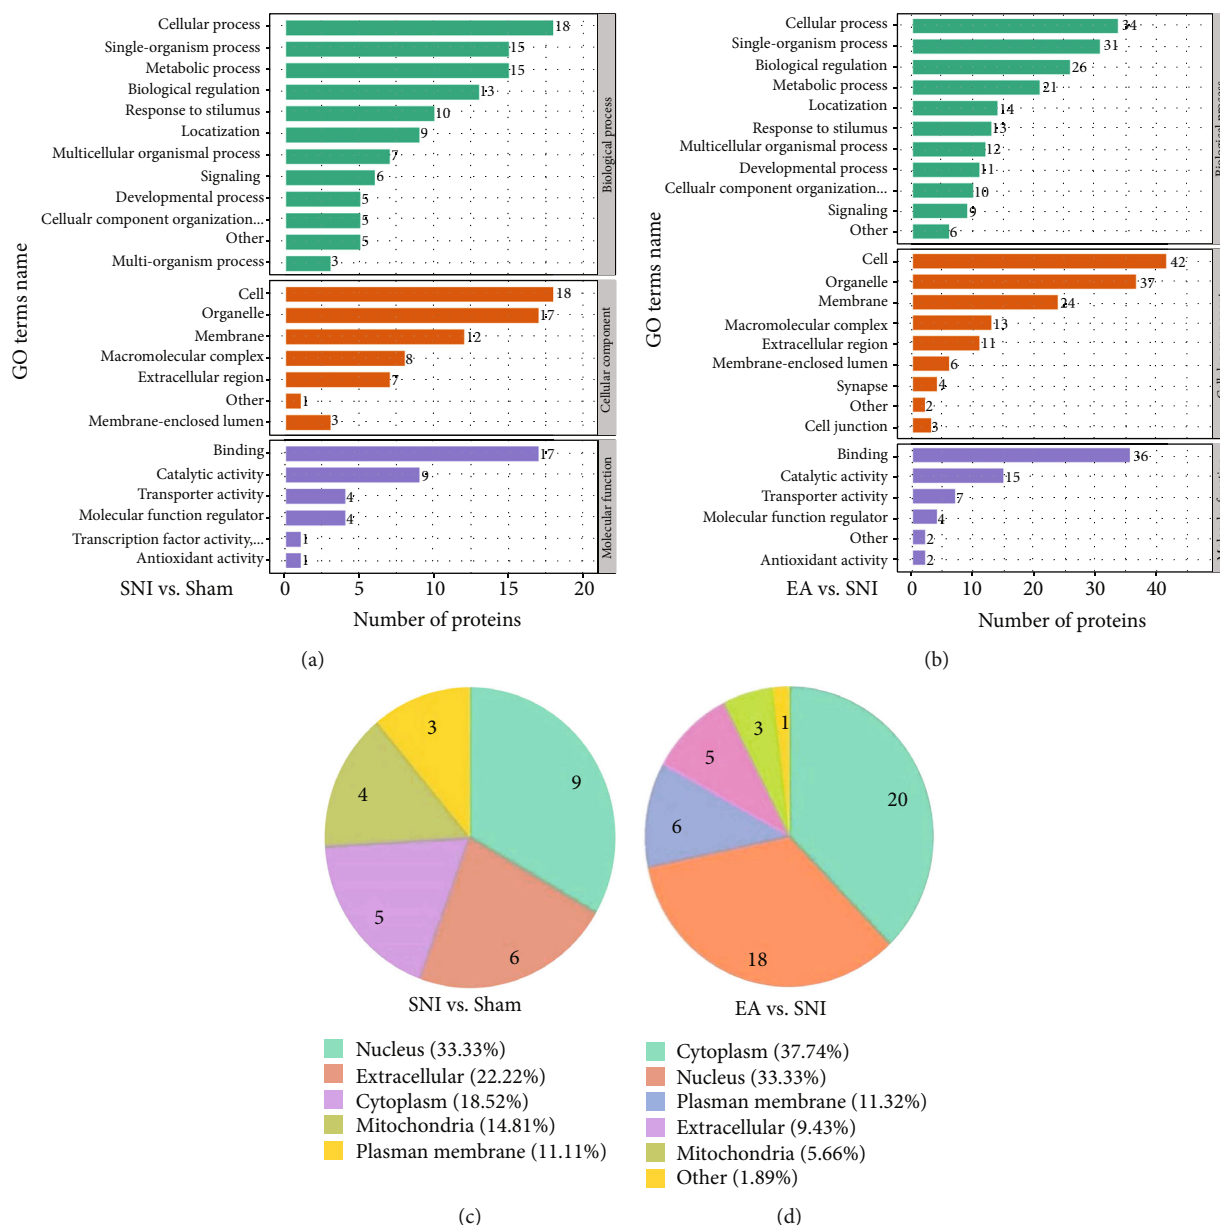 GO terms name
Cellular process 18
Single-organism process 15
Metabolic process 15
Biological regulation 13
Response to stilumus 10
Locatization 9
Multicellular organismal process 7
Signaling 6
Developmental process 5
Cellualr component organization... 5
Other 5
Multi-organism process 3
Biological process
Cell 18
Organelle 17
Membrane 12
Macromolecular complex 8
Extracellular region 7
Other 1
Membrane-enclosed lumen 3
Cellular component
Binding 17
Catalytic activity 9
Transporter activity 4
Molecular function regulator 4
Transcription factor activity,... 1
Antioxidant activity 1
Molecular function
SNI vs. Sham
0 5 10 15 20
Number of proteins
(a)
GO terms name
Cellular process 34
Single-organism process 31
Biological regulation 26
Metabolic process 21
Locatization 14
Response to stilumus 13
Multicellular organismal process 12
Developmental process 11
Cellualr component organization... 10
Signaling 9
Other 6
Cell 42
Organelle 37
Membrane 24
Macromolecular complex 13
Extracellular region 11
Membrane-enclosed lumen 6
Synapse 4
Other 2
Cell junction 3
Binding 36
Catalytic activity 15
Transporter activity 7
Molecular function regulator 4
Other 2
Antioxidant activity 2
EA vs. SNI
0 10 20 30 40
Number of proteins
(b)
3
9
4
5
6
SNI vs. Sham
Nucleus (33.33%)
Extracellular (22.22%)
Cytoplasm (18.52%)
Mitochondria (14.81%)
Plasman membrane (11.11%)
(c)
1
3
5
20
6
18
EA vs. SNI
Cytoplasm (37.74%)
Nucleus (33.33%)
Plasman membrane (11.32%)
Extracellular (9.43%)
Mitochondria (5.66%)
Other (1.89%)
(d)